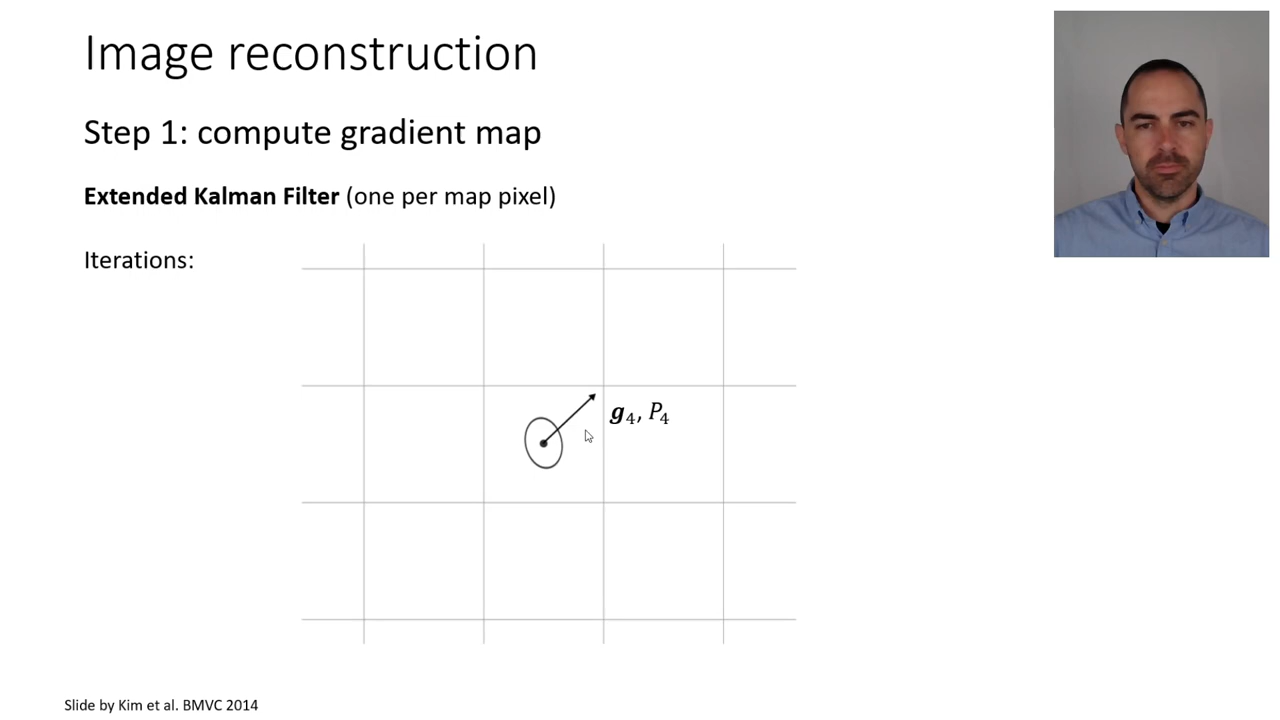 Image reconstruction
Step 1: compute gradient map
Extended Kalman Filter (one per map pixel)
Iterations:
g₄, P₄
Slide by Kim et al. BMVC 2014